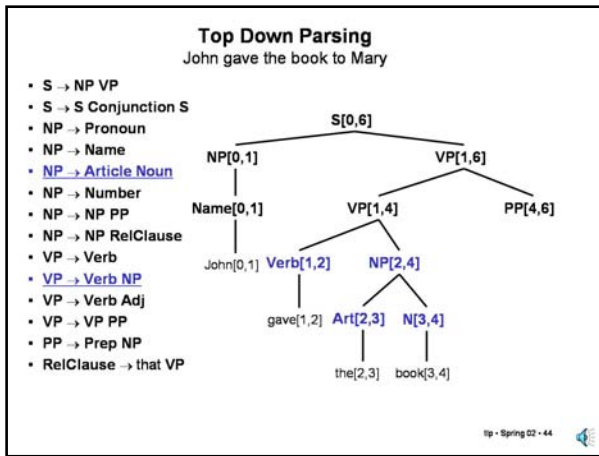 Top Down Parsing
John gave the book to Mary
▪ S → NP VP
▪ S → S Conjunction S
▪ NP → Pronoun
▪ NP → Name
▪ NP → Article Noun
▪ NP → Number
▪ NP → NP PP
▪ NP → NP RelClause
▪ VP → Verb
▪ VP → Verb NP
▪ VP → Verb Adj
▪ VP → VP PP
▪ PP → Prep NP
▪ RelClause → that VP
S[0,6]
NP[0,1] VP[1,6]
Name[0,1] VP[1,4] PP[4,6]
John[0,1] Verb[1,2] NP[2,4]
gave[1,2] Art[2,3] N[3,4]
the[2,3] book[3,4]
tlp • Spring 02 • 44